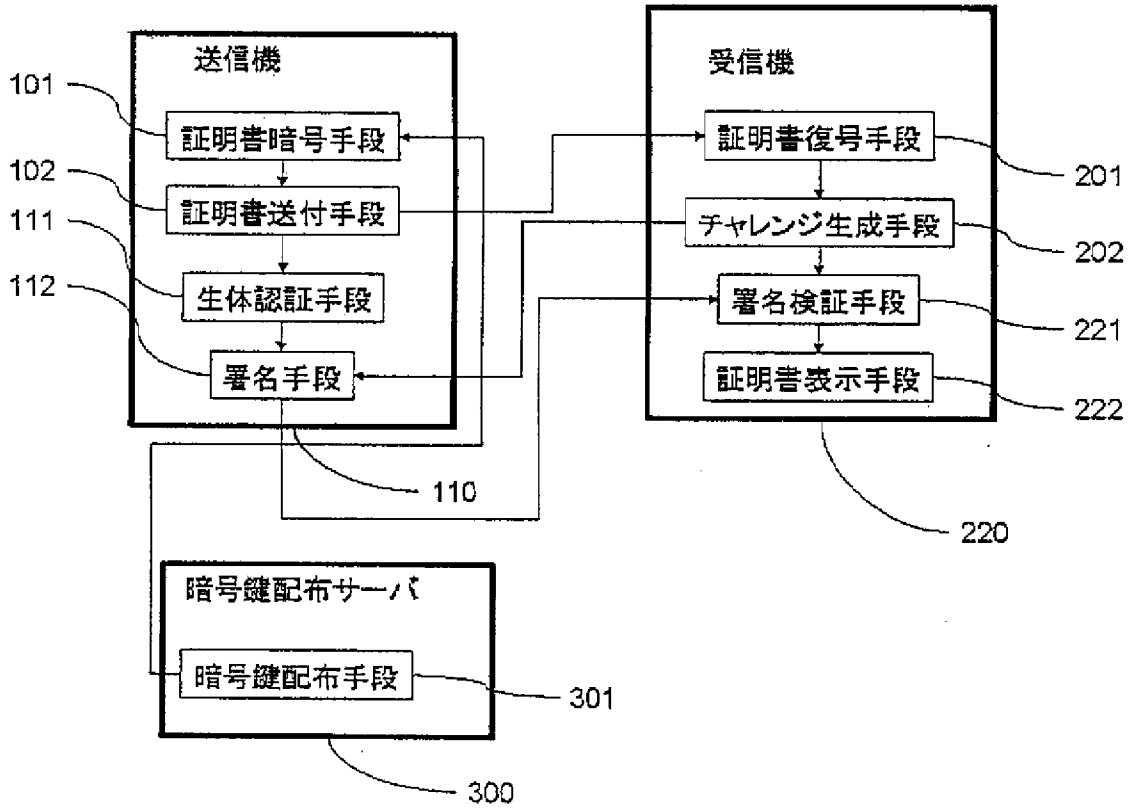 送信機
101
証明書暗号手段
102
証明書送付手段
111
生体認証手段
112
署名手段
110
受信機
証明書復号手段
201
チャレンジ生成手段
202
署名検証手段
221
証明書表示手段
222
220
暗号鍵配布サーバ
暗号鍵配布手段
301
300